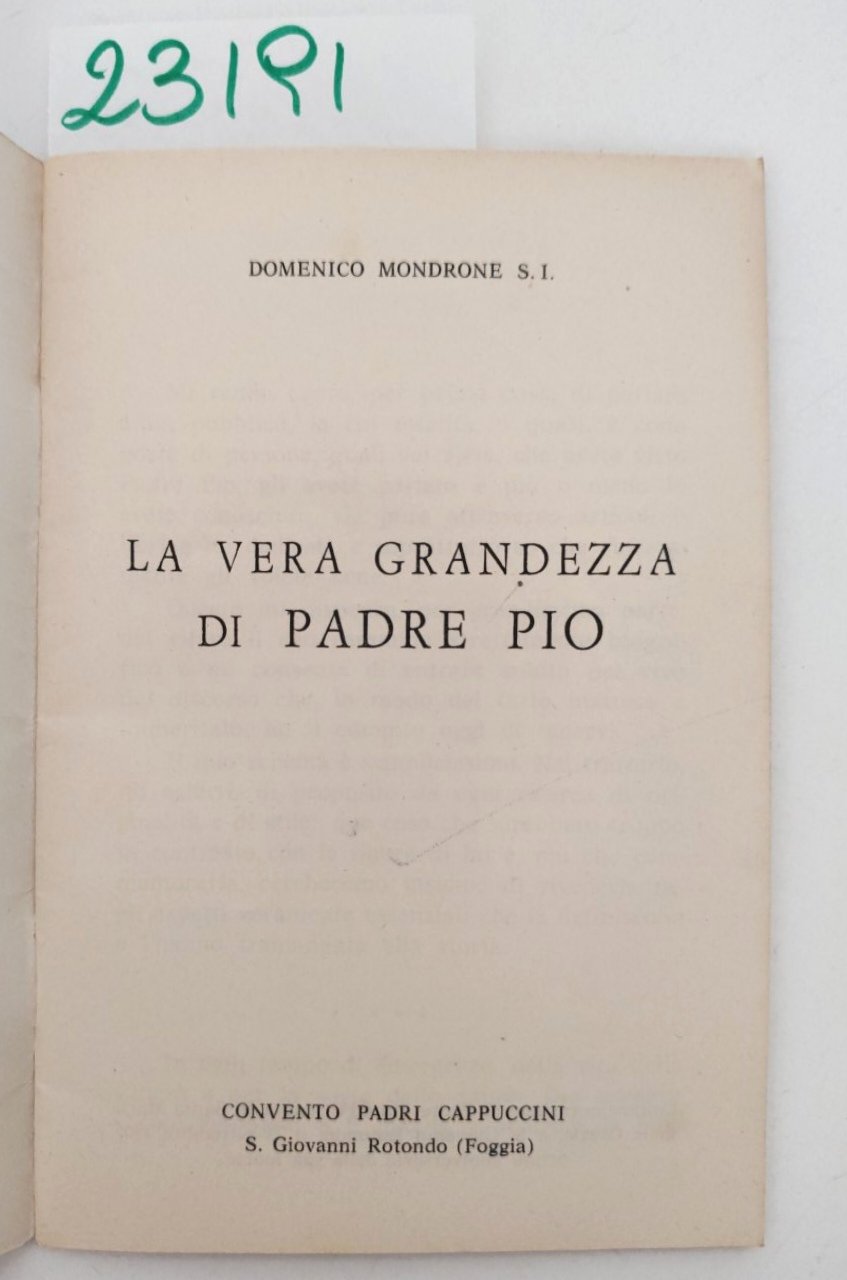 23191
DOMENICO MONDRONE S. I.
LA VERA GRANDEZZA
DI PADRE PIO
CONVENTO PADRI CAPPUCCINI
S. Giovanni Rotondo (Foggia)